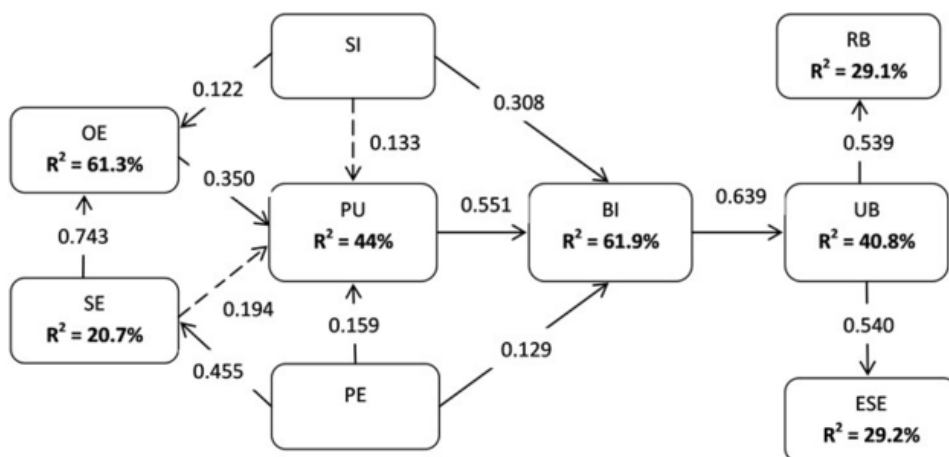 SI
RB
R² = 29.1%
0.122
0.308
OE
R² = 61.3%
0.133
0.539
0.350
PU
R² = 44%
0.551
BI
R² = 61.9%
0.639
UB
R² = 40.8%
0.743
SE
R² = 20.7%
0.194
0.159
0.129
0.540
0.455
PE
ESE
R² = 29.2%